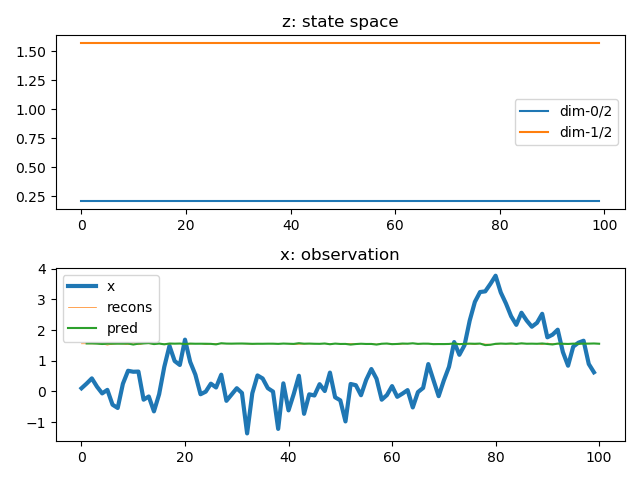 z: state space
1.50
1.25
1.00
0.75
0.50
0.25
dim-0/2
dim-1/2
0 20 40 60 80 100
x: observation
4
3
2
1
0
−1
x
recons
pred
0 20 40 60 80 100